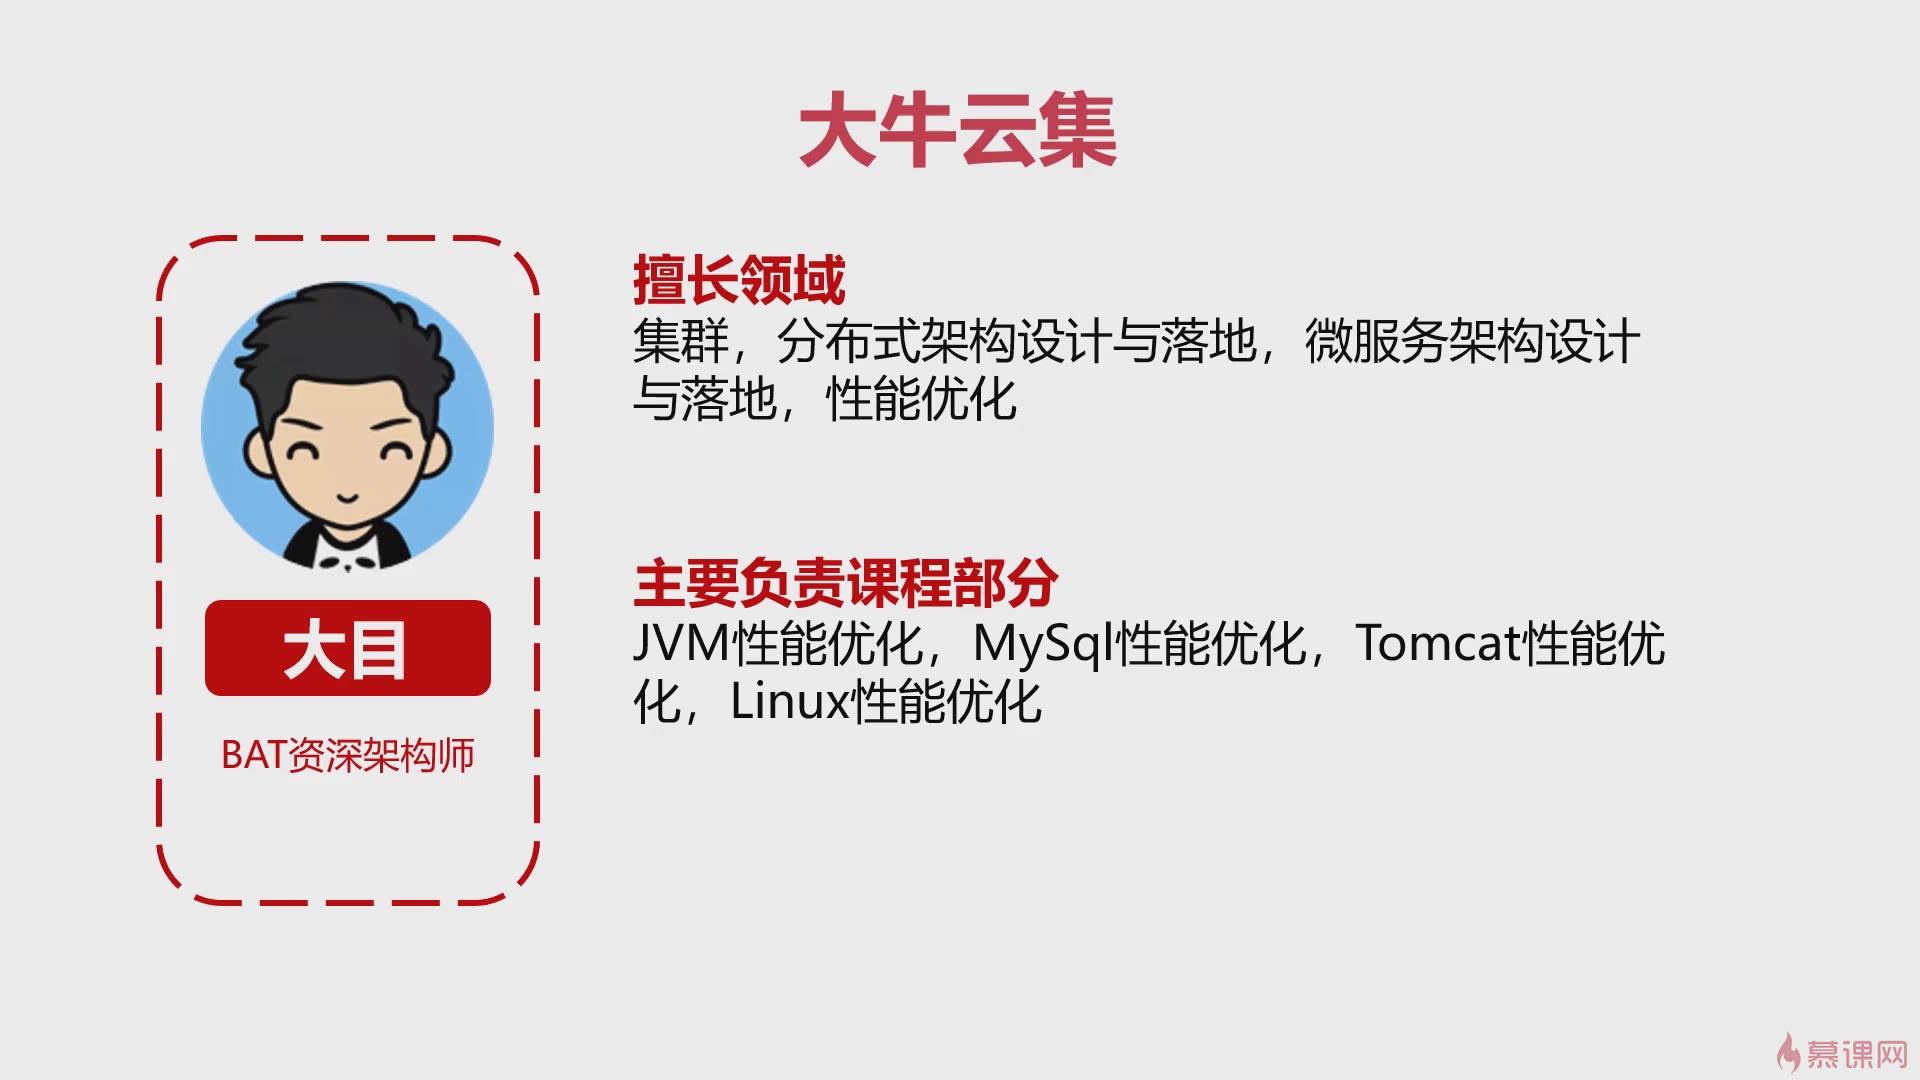 大牛云集
大目
BAT资深架构师
擅长领域
集群，分布式架构设计与落地，微服务架构设计
与落地，性能优化
主要负责课程部分
JVM性能优化，MySql性能优化，Tomcat性能优
化，Linux性能优化
慕课网